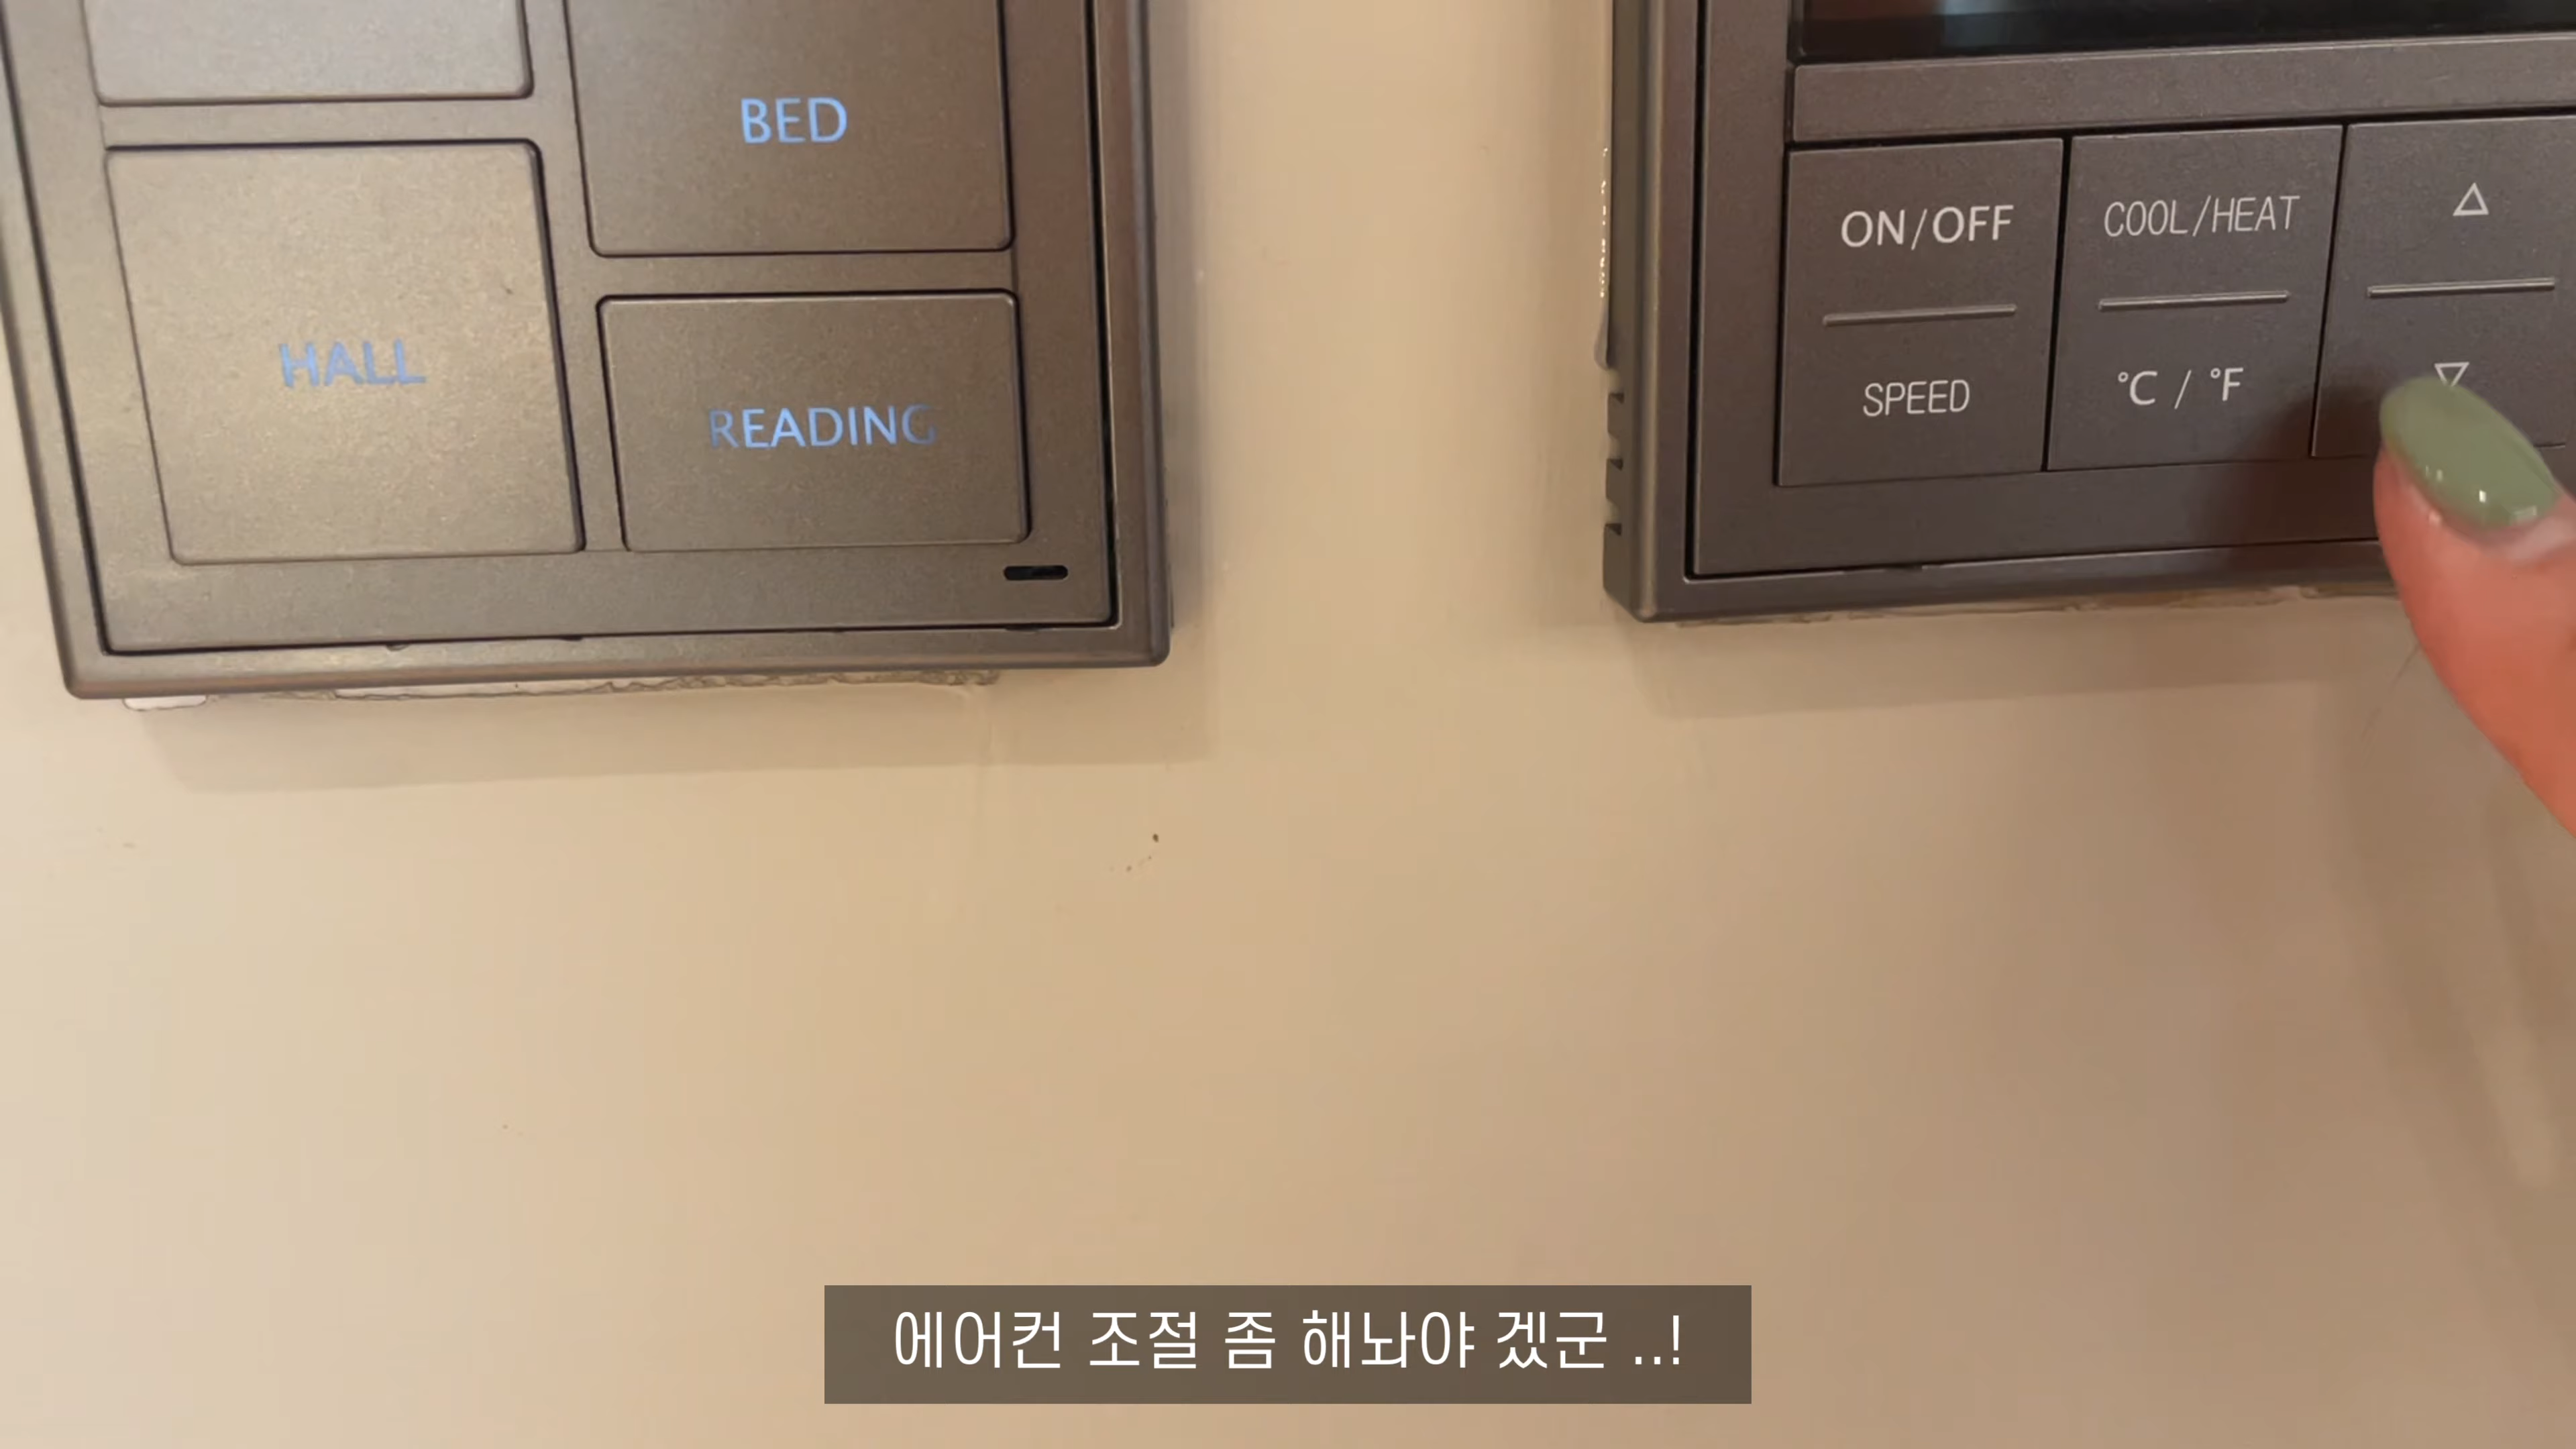 BED
HALL
READING
ON/OFF
COOL/HEAT
△
SPEED
°C / °F
▽
에어컨 조절 좀 해놔야 겠군 ..!